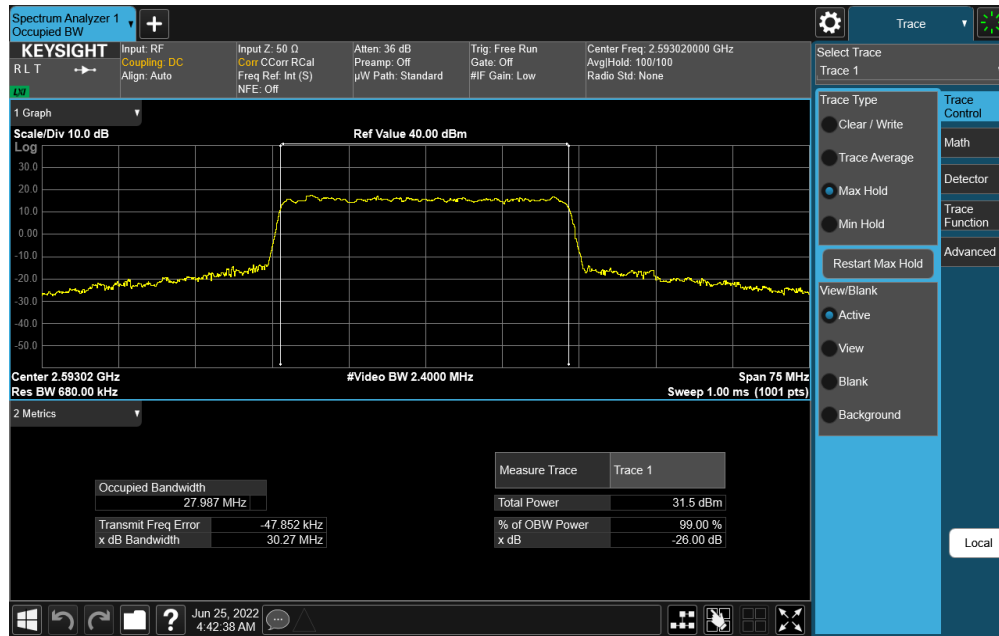 Spectrum Analyzer 1
Occupied BW
Trace
KEYSIGHT
R L T
LXI
Input: RF
Coupling: DC
Align: Auto
Input Z: 50 Ω
Corr CCorr RCal
Freq Ref: Int (S)
NFE: Off
Atten: 36 dB
Preamp: Off
µW Path: Standard
Trig: Free Run
Gate: Off
#IF Gain: Low
Center Freq: 2.593020000 GHz
Avg|Hold: 100/100
Radio Std: None
Select Trace
Trace 1
1 Graph
Scale/Div 10.0 dB
Ref Value 40.00 dBm
Log
30.0
20.0
10.0
0.00
-10.0
-20.0
-30.0
-40.0
-50.0
Center 2.59302 GHz
#Video BW 2.4000 MHz
Span 75 MHz
Res BW 680.00 kHz
Sweep 1.00 ms (1001 pts)
2 Metrics
Occupied Bandwidth
27.987 MHz
Transmit Freq Error -47.852 kHz
x dB Bandwidth 30.27 MHz
Measure Trace Trace 1
Total Power 31.5 dBm
% of OBW Power 99.00 %
x dB -26.00 dB
Trace Type
Clear / Write
Trace Average
Max Hold
Min Hold
Restart Max Hold
View/Blank
Active
View
Blank
Background
Trace
Control
Math
Detector
Trace
Function
Advanced
Local
Jun 25, 2022
4:42:38 AM